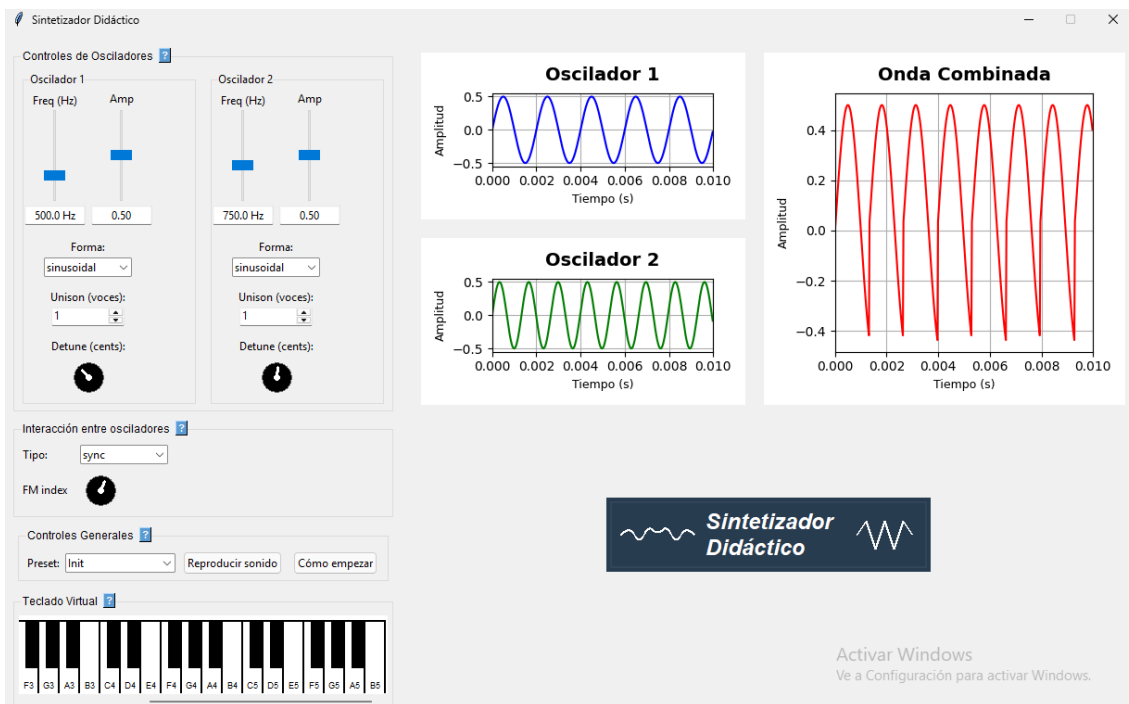 Sintetizador Didáctico
Controles de Osciladores ?
Oscilador 1
Freq (Hz) Amp
500.0 Hz 0.50
Forma:
sinusoidal
Unison (voces):
1
Detune (cents):
Oscilador 2
Freq (Hz) Amp
750.0 Hz 0.50
Forma:
sinusoidal
Unison (voces):
1
Detune (cents):
Interacción entre osciladores ?
Tipo: sync
FM index
Controles Generales ?
Preset: Init Reproducir sonido Cómo empezar
Teclado Virtual ?
F3 G3 A3 B3 C4 D4 E4 F4 G4 A4 B4 C5 D5 E5 F5 G5 A5 B5
Oscilador 1
Amplitud
0.5
0.0
−0.5
0.000 0.002 0.004 0.006 0.008 0.010
Tiempo (s)
Oscilador 2
Amplitud
0.5
0.0
−0.5
0.000 0.002 0.004 0.006 0.008 0.010
Tiempo (s)
Onda Combinada
Amplitud
0.4
0.2
0.0
−0.2
−0.4
0.000 0.002 0.004 0.006 0.008 0.010
Tiempo (s)
Sintetizador
Didáctico
Activar Windows
Ve a Configuración para activar Windows.